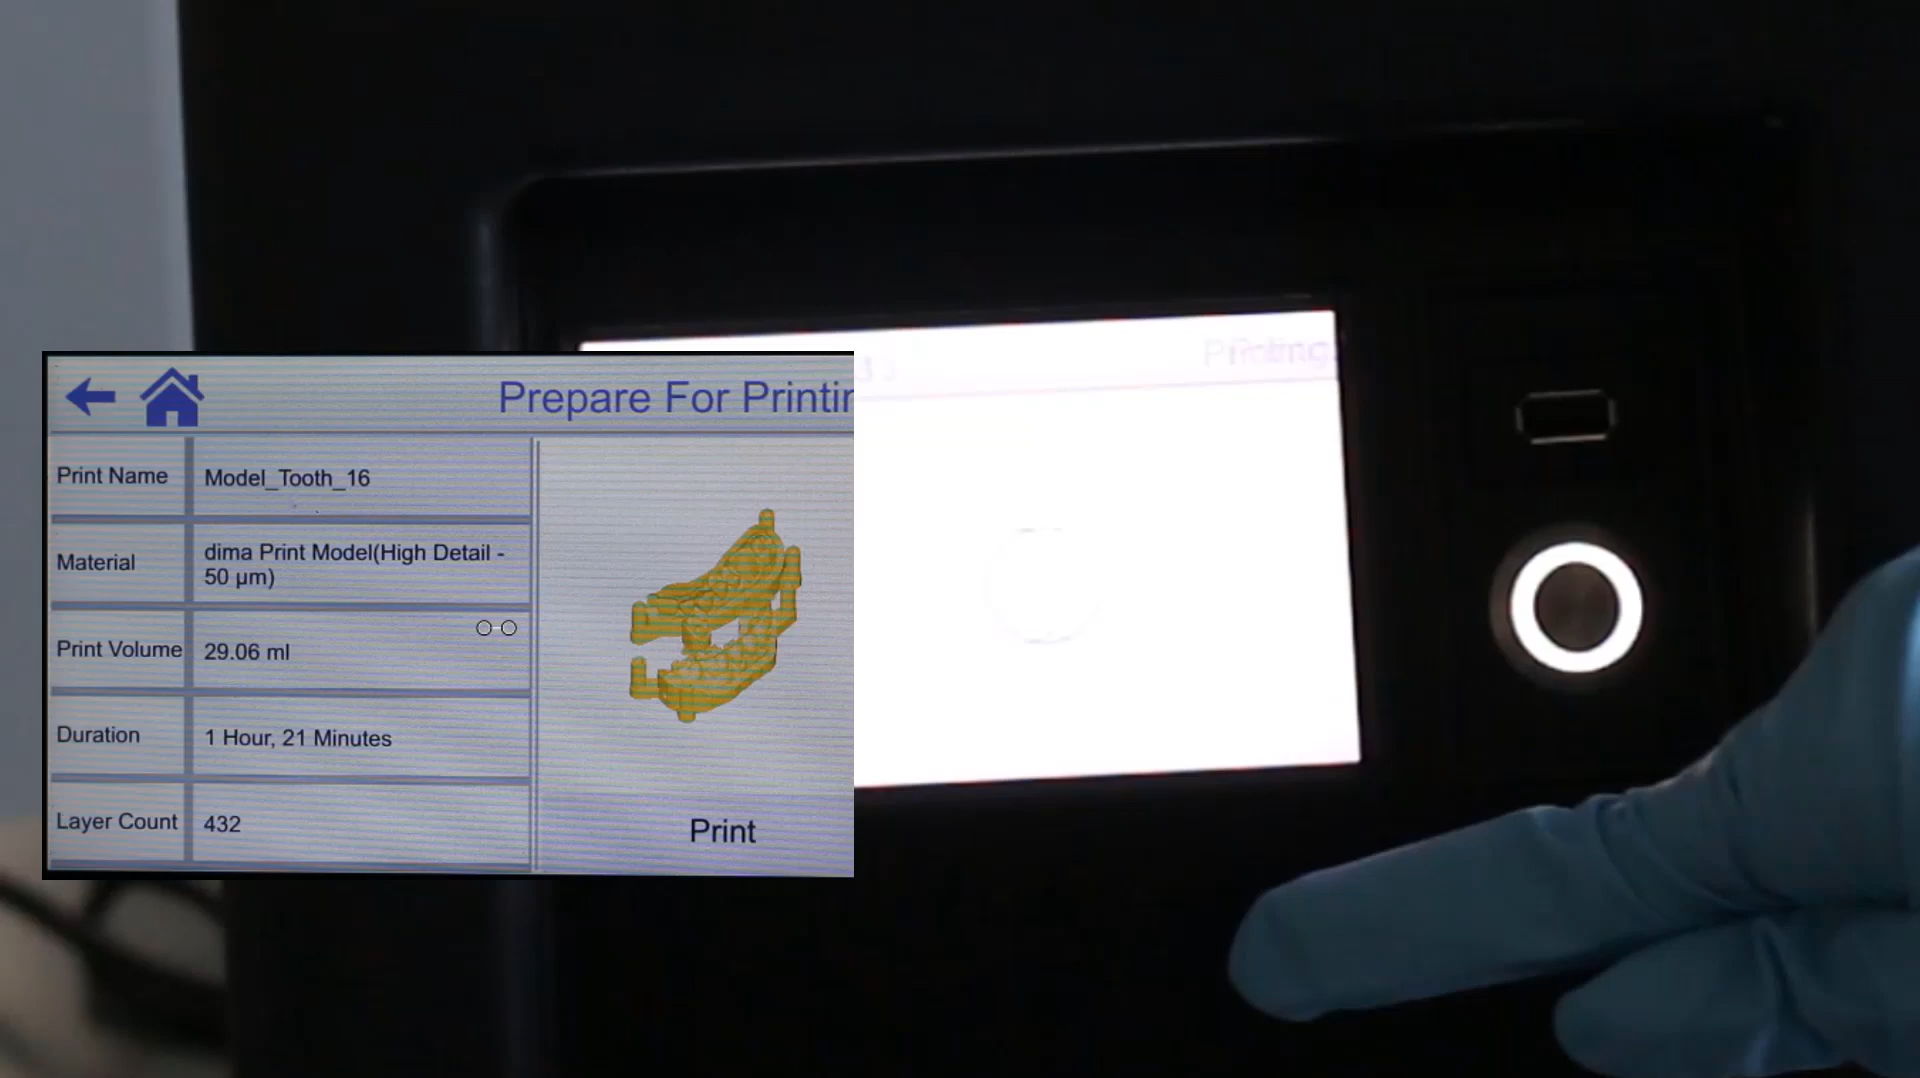 Prepare For Printin
Print Name
Model_Tooth_16
Material
dima Print Model(High Detail -
50 µm)
Print Volume
29.06 ml
Duration
1 Hour, 21 Minutes
Layer Count
432
Print